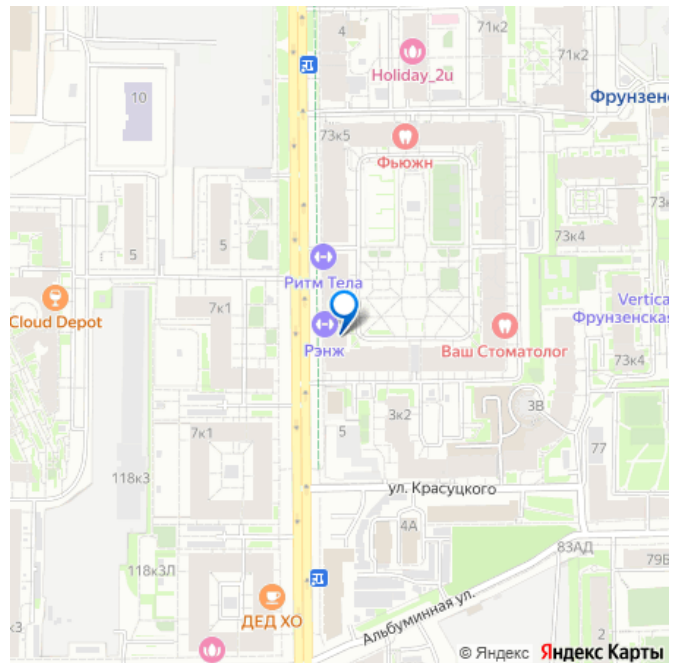 71к2
4
Holiday_2u
71к2
Фрунзен
10
73к5
Фьюжн
73к4
5
5
Ритм Тела
7к1
Cloud Depot
Vertica
Фрунзенская
Рэнж
Ваш Стоматолог
73к4
3В
3к2
7к1
5
77
118к3
ул. Красуцкого
4А
83АД
79Б
118к3Л
ДЕД ХО
Альбуминная ул.
к3
2
© Яндекс Яндекс Карты